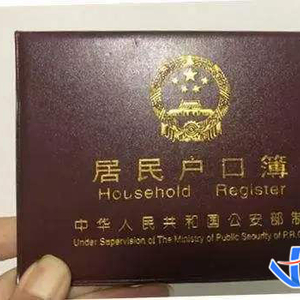 居民户口簿
Household Register
中华人民共和国公安部制
Under Supervision of The Ministry of Public Security of P.R.C